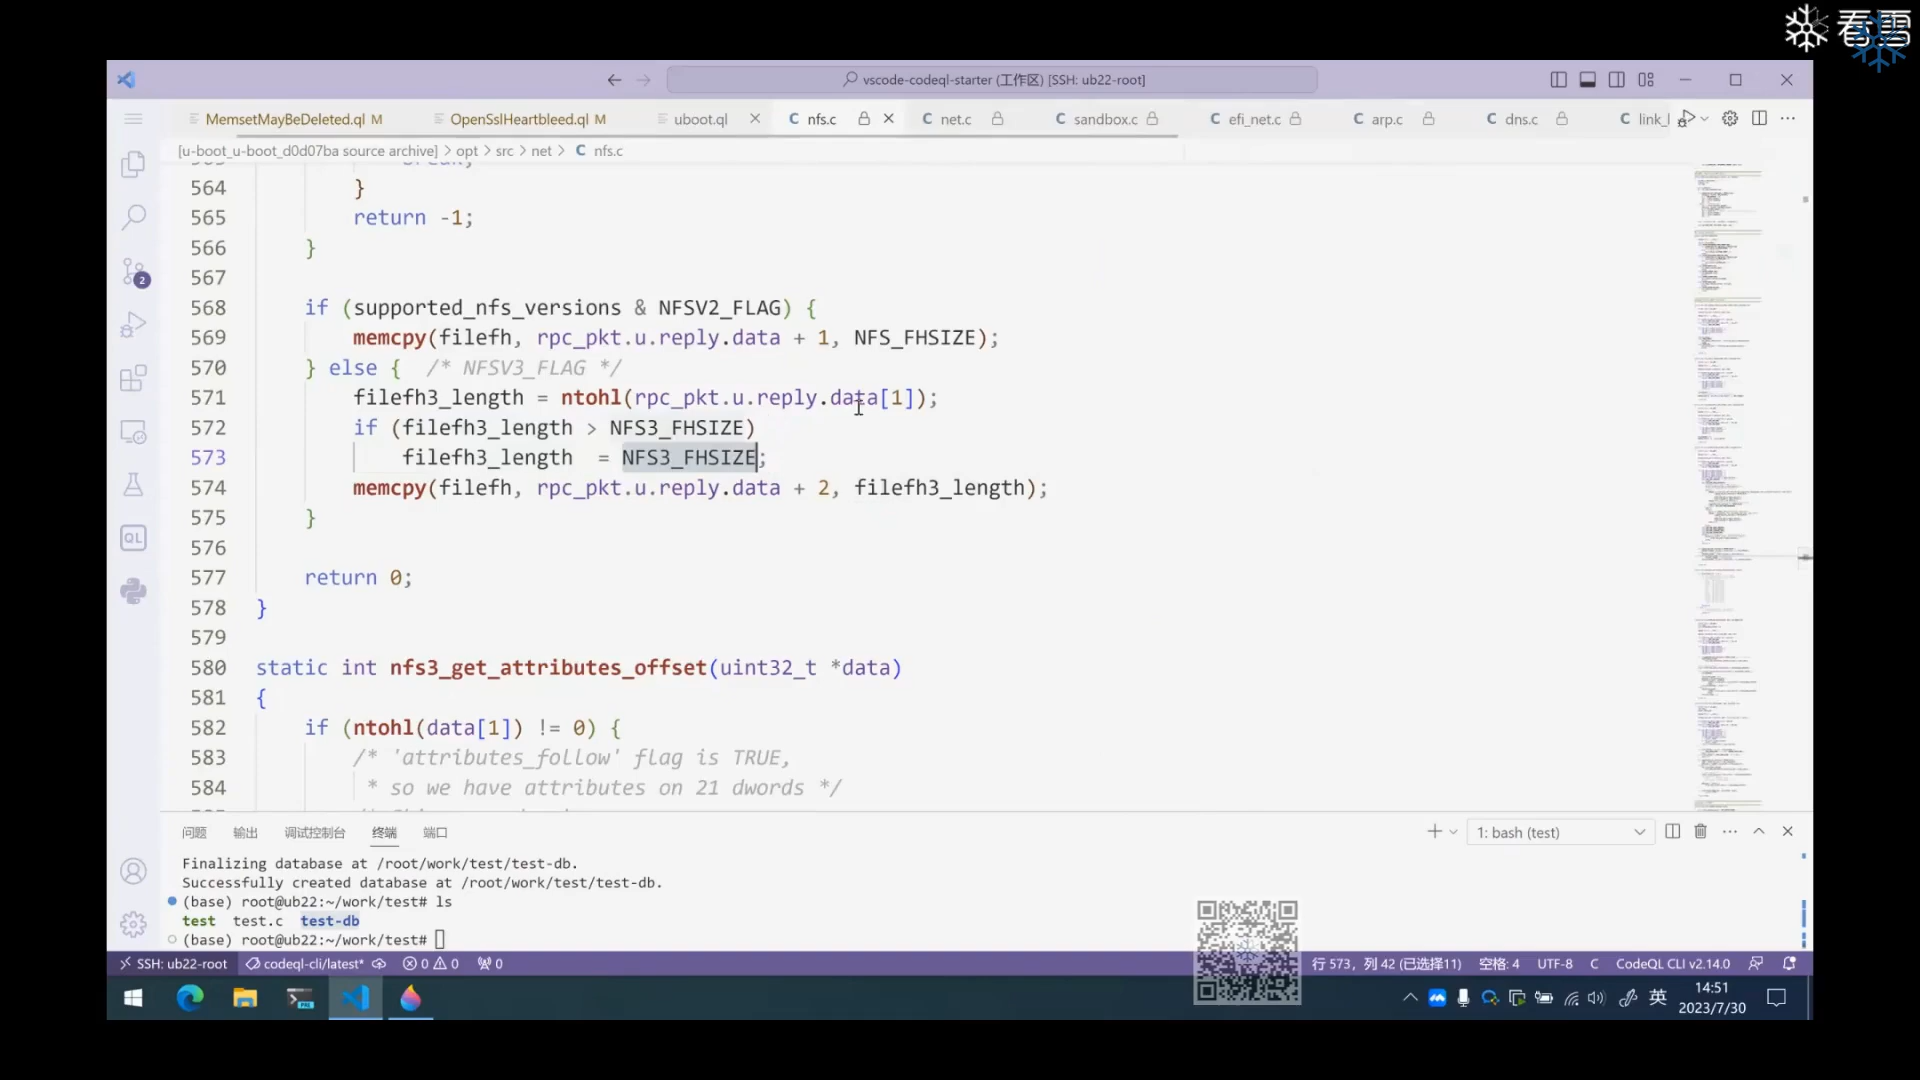 看雪
vscode-codeql-starter (工作区) [SSH: ub22-root]
MemsetMayBeDeleted.ql M
OpenSslHeartbleed.ql M
uboot.ql
C nfs.c
C net.c
C sandbox.c
C efi_net.c
C arp.c
C dns.c
C link_l
[u-boot_u-boot_d0d07ba source archive] > opt > src > net > C nfs.c
564 }
565 return -1;
566 }
567
568 if (supported_nfs_versions & NFSV2_FLAG) {
569 memcpy(filefh, rpc_pkt.u.reply.data + 1, NFS_FHSIZE);
570 } else { /* NFSV3_FLAG */
571 filefh3_length = ntohl(rpc_pkt.u.reply.data[1]);
572 if (filefh3_length > NFS3_FHSIZE)
573 filefh3_length  = NFS3_FHSIZE;
574 memcpy(filefh, rpc_pkt.u.reply.data + 2, filefh3_length);
575 }
576
577 return 0;
578 }
579
580 static int nfs3_get_attributes_offset(uint32_t *data)
581 {
582 if (ntohl(data[1]) != 0) {
583 /* 'attributes_follow' flag is TRUE,
584 * so we have attributes on 21 dwords */
2
QL
问题 输出 调试控制台 终端 端口
1: bash (test)
Finalizing database at /root/work/test/test-db.
Successfully created database at /root/work/test/test-db.
(base) root@ub22:~/work/test# ls
test test.c test-db
(base) root@ub22:~/work/test#
SSH: ub22-root codeql-cli/latest* 0 0 0
行 573，列 42 (已选择11) 空格: 4 UTF-8 C CodeQL CLI v2.14.0
英
14:51
2023/7/30